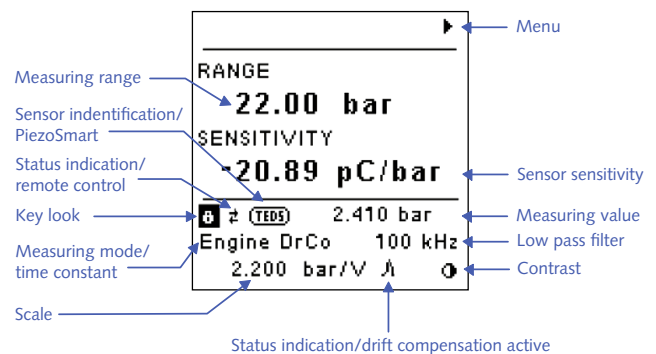 Menu
RANGE
Measuring range
22.00 bar
Sensor indentification/
PiezoSmart
SENSITIVITY
-20.89 pC/bar
Sensor sensitivity
Status indication/
remote control
Key look
TEDS 2.410 bar
Measuring value
Measuring mode/
time constant
Engine DrCo 100 kHz
Low pass filter
2.200 bar/V
Contrast
Scale
Status indication/drift compensation active